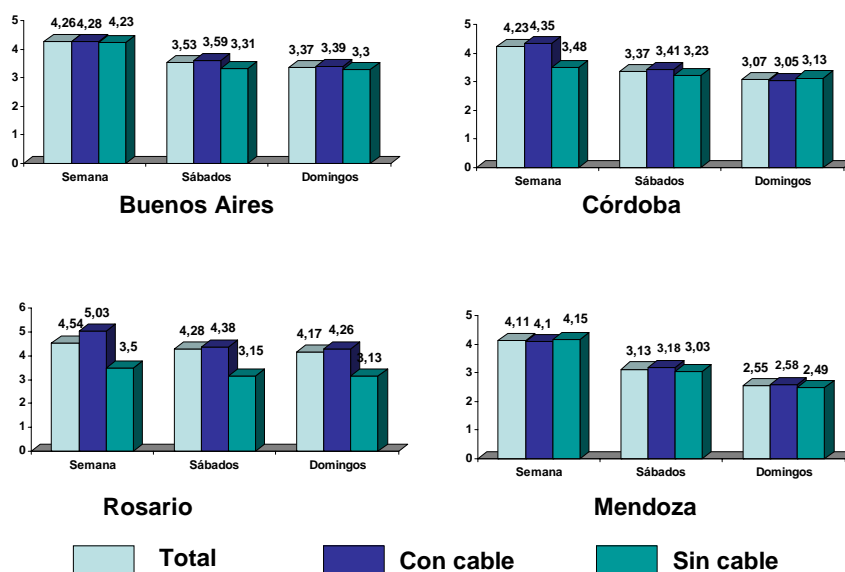 5
4
3
2
1
0
4,26 4,28 4,23
3,53 3,59 3,31
3,37 3,39 3,3
Semana Sábados Domingos
Buenos Aires
5
4
3
2
1
0
4,23 4,35 3,48
3,37 3,41 3,23
3,07 3,05 3,13
Semana Sábados Domingos
Córdoba
6
5
4
3
2
1
0
4,54 5,03 3,5
4,28 4,38 3,15
4,17 4,26 3,13
Semana Sábados Domingos
Rosario
5
4
3
2
1
0
4,11 4,1 4,15
3,13 3,18 3,03
2,55 2,58 2,49
Semana Sábados Domingos
Mendoza
Total Con cable Sin cable